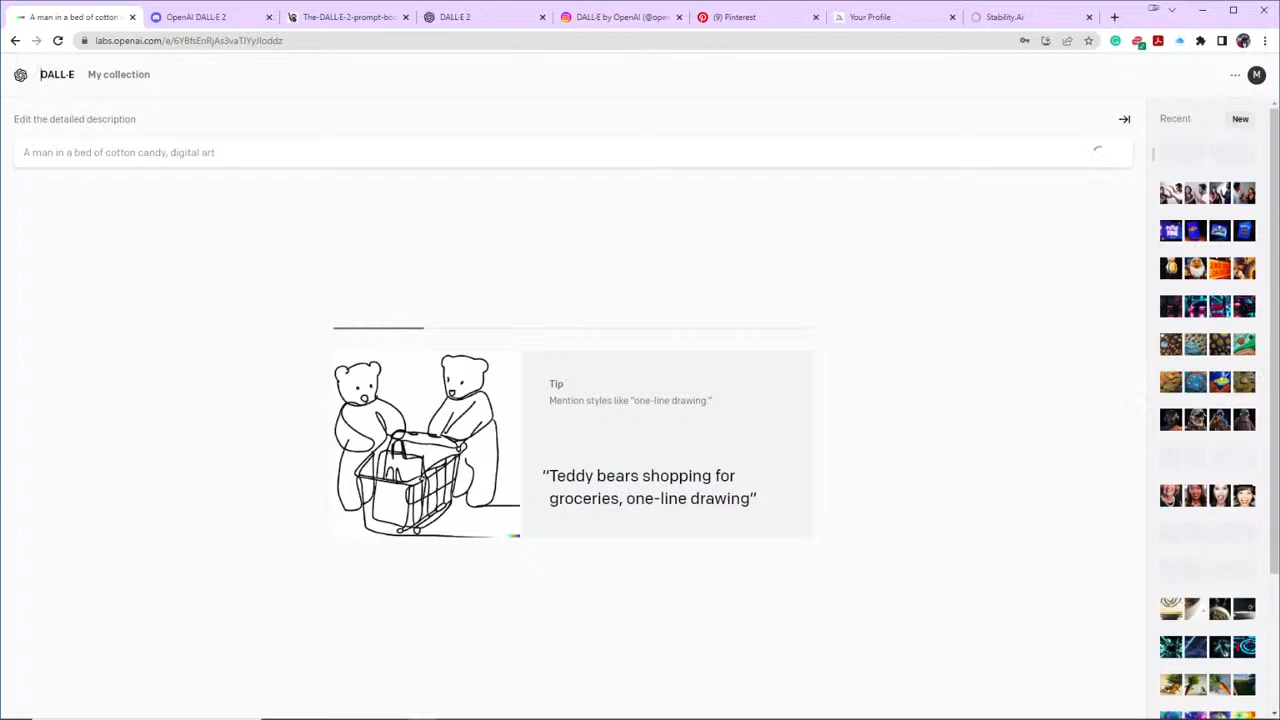 A man in a bed of cotton
OpenAI DALL·E 2
The-DALL·E-2-prompt-bo
DALL·E 2
DALL·E by OpenAI (@open
(1) Pinterest
Your Profile
Stability.Ai
labs.openai.com/e/6YBfsEnRjAs3vaTJYyJIoddz
DALL·E
My collection
M
Edit the detailed description
Recent
New
A man in a bed of cotton candy, digital art
Tip
Mention styles like "one-line drawing."
"Teddy bears shopping for
groceries, one-line drawing"